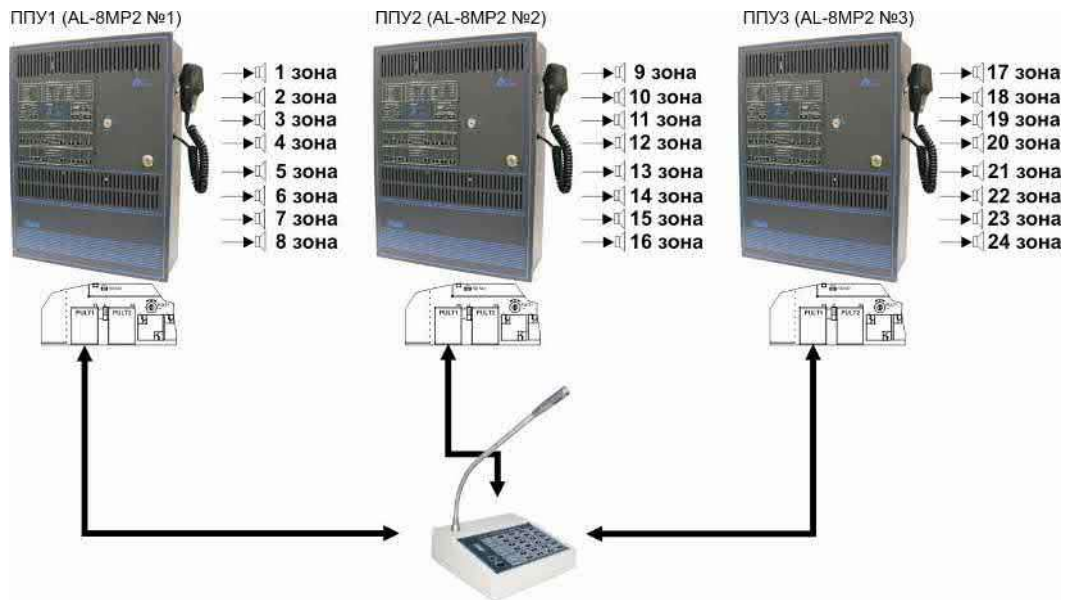 ППУ1 (AL-8MP2 №1)
1 зона
2 зона
3 зона
4 зона
5 зона
6 зона
7 зона
8 зона
PULT1 PULT2
ППУ2 (AL-8MP2 №2)
9 зона
10 зона
11 зона
12 зона
13 зона
14 зона
15 зона
16 зона
PULT1 PULT2
ППУ3 (AL-8MP2 №3)
17 зона
18 зона
19 зона
20 зона
21 зона
22 зона
23 зона
24 зона
PULT1 PULT2